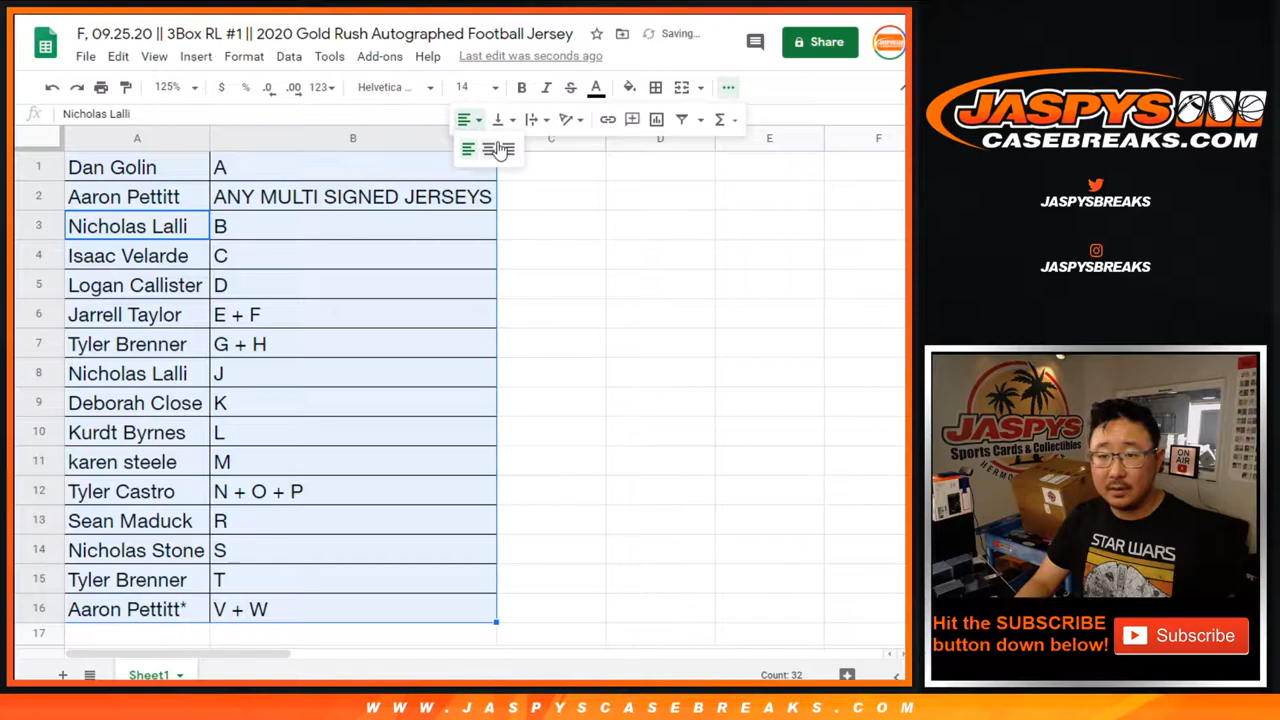 F, 09.25.20 || 3Box RL #1 || 2020 Gold Rush Autographed Football Jersey
Saving...
Share
File Edit View Insert Format Data Tools Add-ons Help Last edit was seconds ago
125% $ % .0 .00 123 Helvetica ... 14 B I S A
fx Nicholas Lalli
A B C D E F
1 Dan Golin A
2 Aaron Pettitt ANY MULTI SIGNED JERSEYS
3 Nicholas Lalli B
4 Isaac Velarde C
5 Logan Callister D
6 Jarrell Taylor E + F
7 Tyler Brenner G + H
8 Nicholas Lalli J
9 Deborah Close K
10 Kurdt Byrnes L
11 karen steele M
12 Tyler Castro N + O + P
13 Sean Maduck R
14 Nicholas Stone S
15 Tyler Brenner T
16 Aaron Pettitt* V + W
17
Sheet1
Count: 32
JASPYS
CASEBREAKS.COM
JASPYSBREAKS
JASPYSBREAKS
JASPYS
Sports Cards & Collectibles
HERMO
ON AIR
STAR WARS
Hit the SUBSCRIBE
button down below!
Subscribe
WWW.JASPYSCASEBREAKS.COM